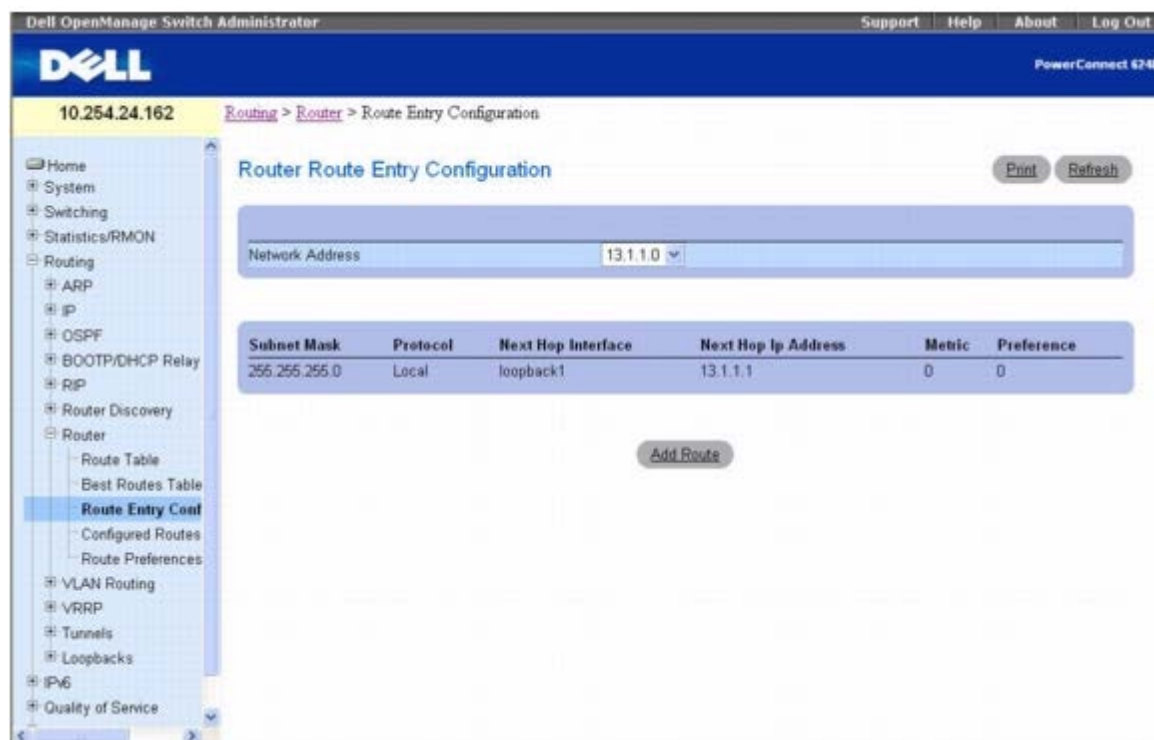 Dell OpenManage Switch Administrator
Support Help About Log Out
DELL
PowerConnect 624
10.254.24.162
Routing > Router > Route Entry Configuration
Home
System
Switching
Statistics/RMON
Routing
ARP
IP
OSPF
BOOTP/DHCP Relay
RIP
Router Discovery
Router
Route Table
Best Routes Table
Route Entry Conf
Configured Routes
Route Preferences
VLAN Routing
VRRP
Tunnels
Loopbacks
IPv6
Quality of Service
Router Route Entry Configuration
Print Refresh
Network Address 13.1.1.0
Subnet Mask Protocol Next Hop Interface Next Hop Ip Address Metric Preference
255.255.255.0 Local loopback1 13.1.1.1 0 0
Add Route